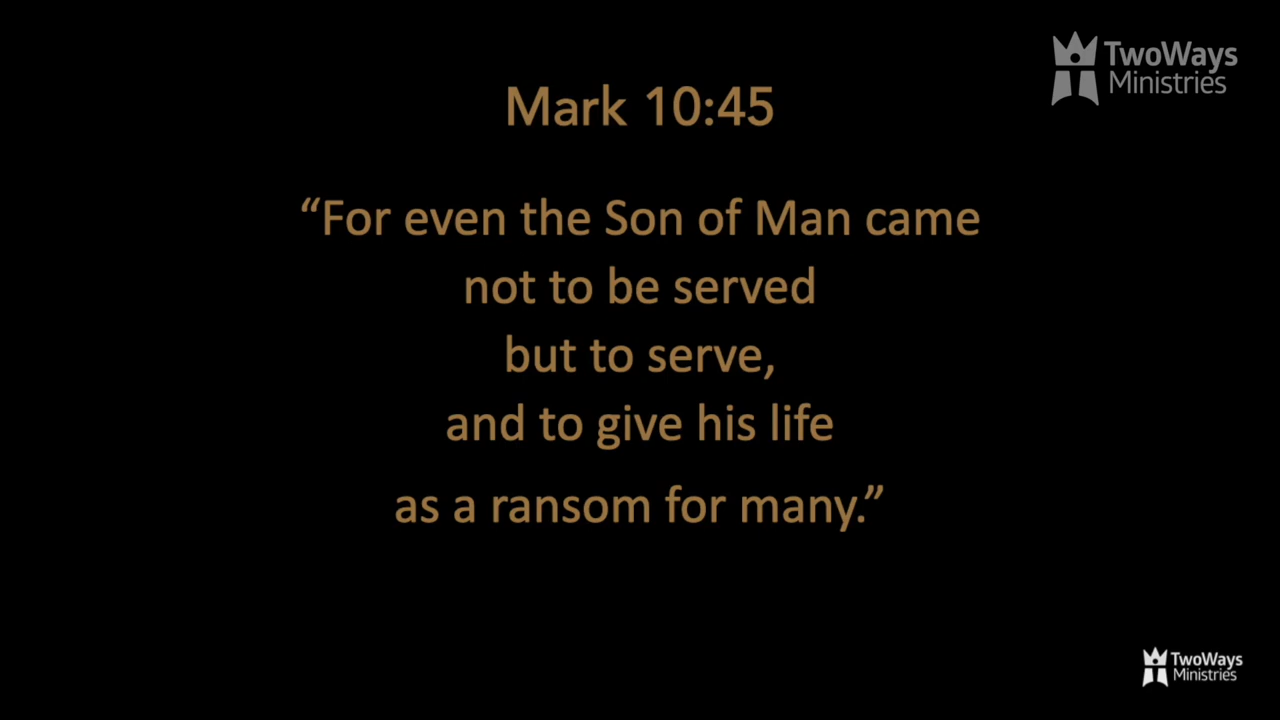 TwoWays
Ministries
Mark 10:45
“For even the Son of Man came
not to be served
but to serve,
and to give his life
as a ransom for many.”
TwoWays
Ministries